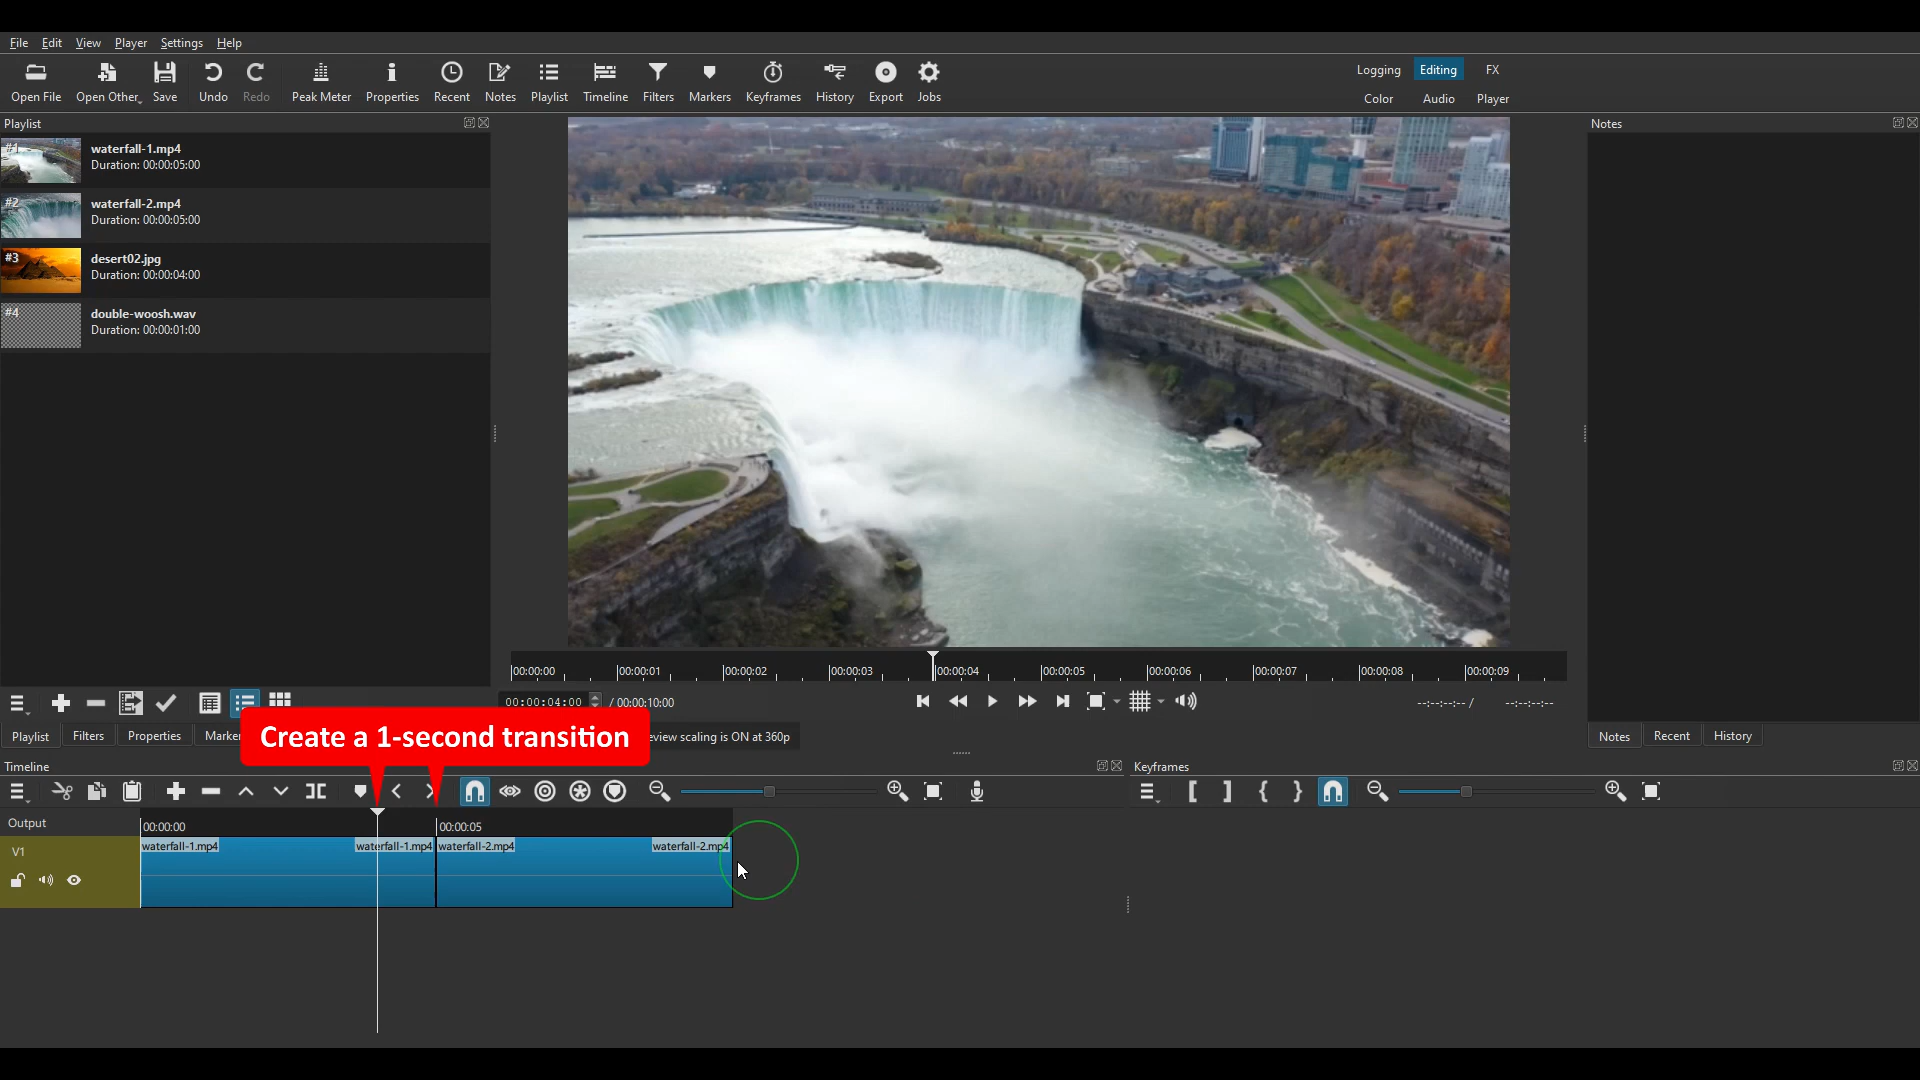 File Edit View Player Settings Help
Open File Open Other Save Undo Redo Peak Meter Properties Recent Notes Playlist Timeline Filters Markers Keyframes History Export Jobs
Logging Editing FX
Color Audio Player
Playlist
Notes
#1
waterfall-1.mp4
Duration: 00:00:05:00
#2
waterfall-2.mp4
Duration: 00:00:05:00
#3
desert02.jpg
Duration: 00:00:04:00
#4
double-woosh.wav
Duration: 00:00:01:00
00:00:00 00:00:01 00:00:02 00:00:03 00:00:04 00:00:05 00:00:06 00:00:07 00:00:08 00:00:09
00:00:04:00 / 00:00:10:00 --:--:--:-- / --:--:--:--
Playlist Filters Properties
Create a 1-second transition
scaling is ON at 360p
Notes Recent History
Timeline
Keyframes
Output 00:00:00 00:00:05
V1 waterfall-1.mp4 waterfall-1.mp4 waterfall-2.mp4 waterfall-2.mp4